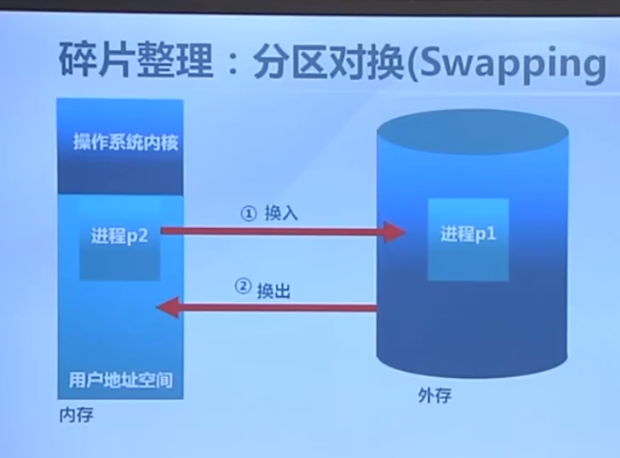 碎片整理：分区对换(Swapping
操作系统内核
进程p2
① 换入
进程p1
② 换出
用户地址空间
内存
外存